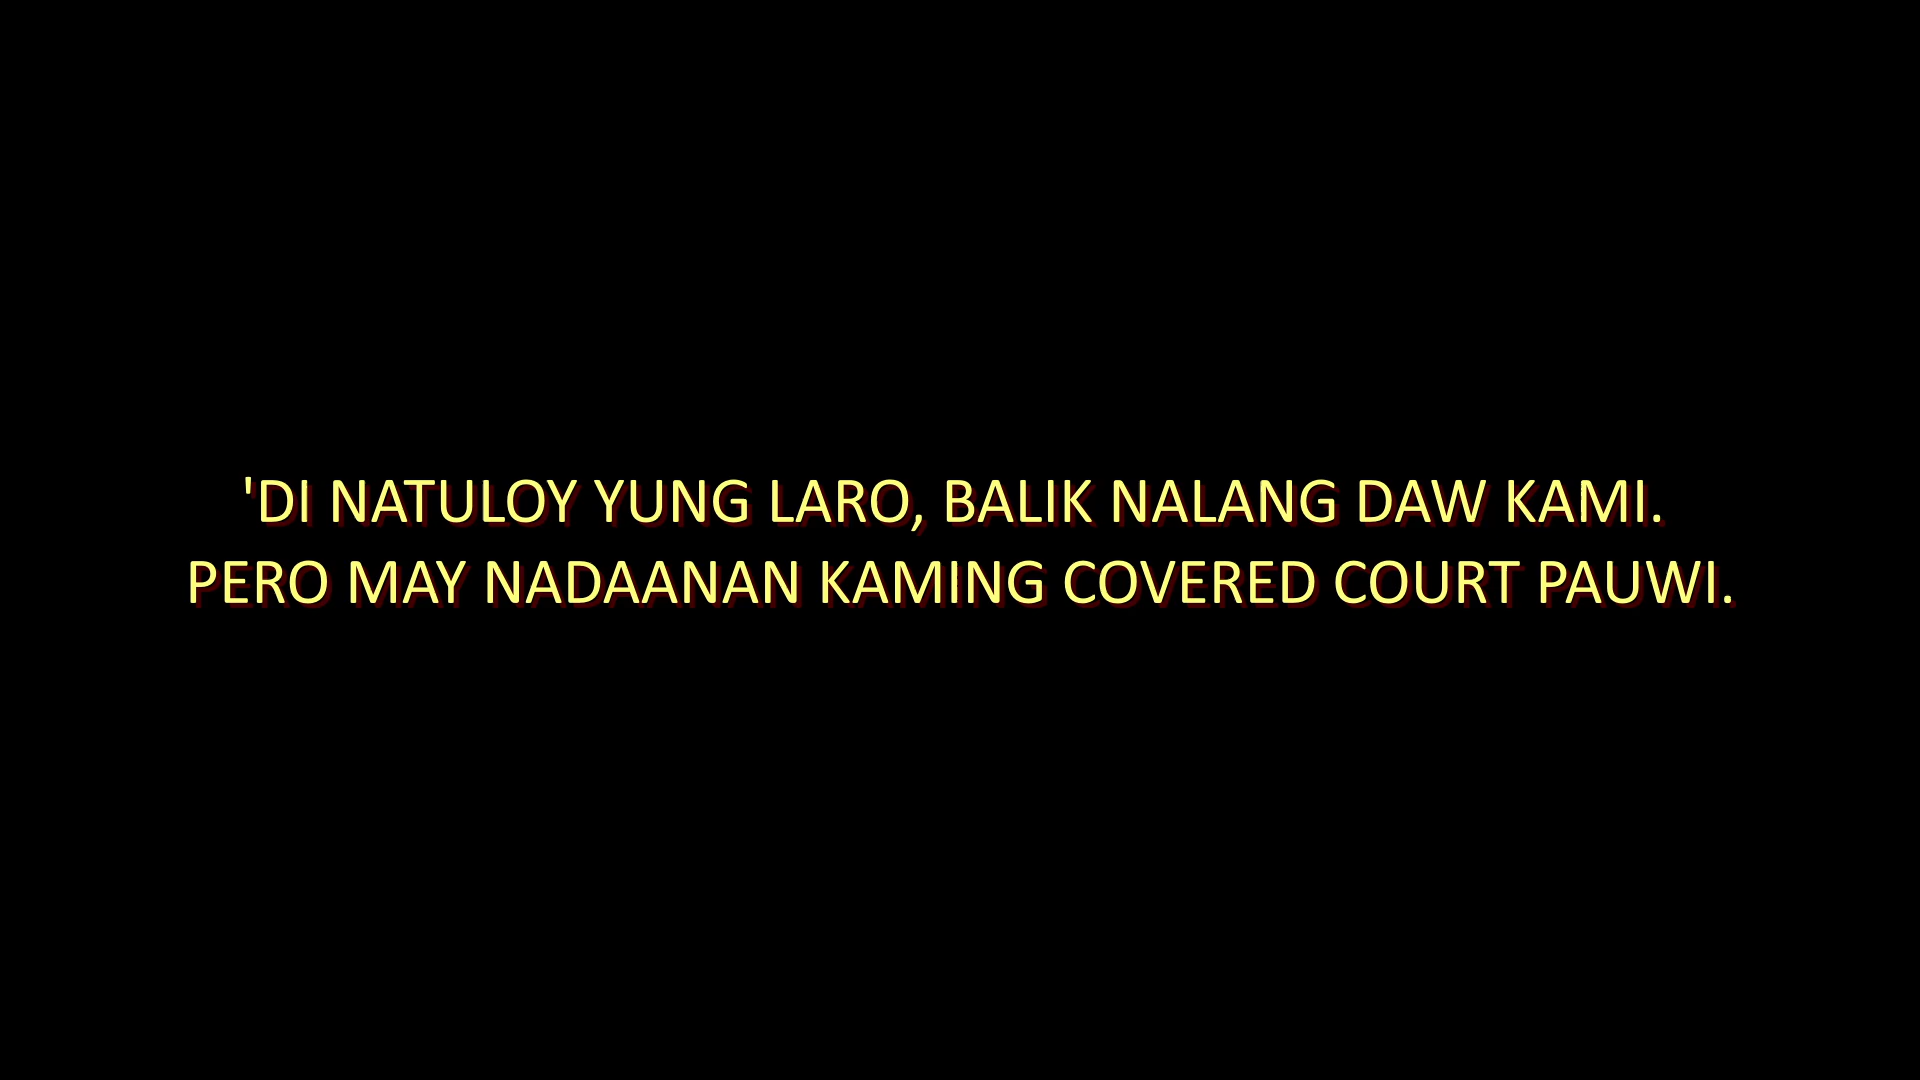 'DI NATULOY YUNG LARO, BALIK NALANG DAW KAMI.
PERO MAY NADAANAN KAMING COVERED COURT PAUWI.